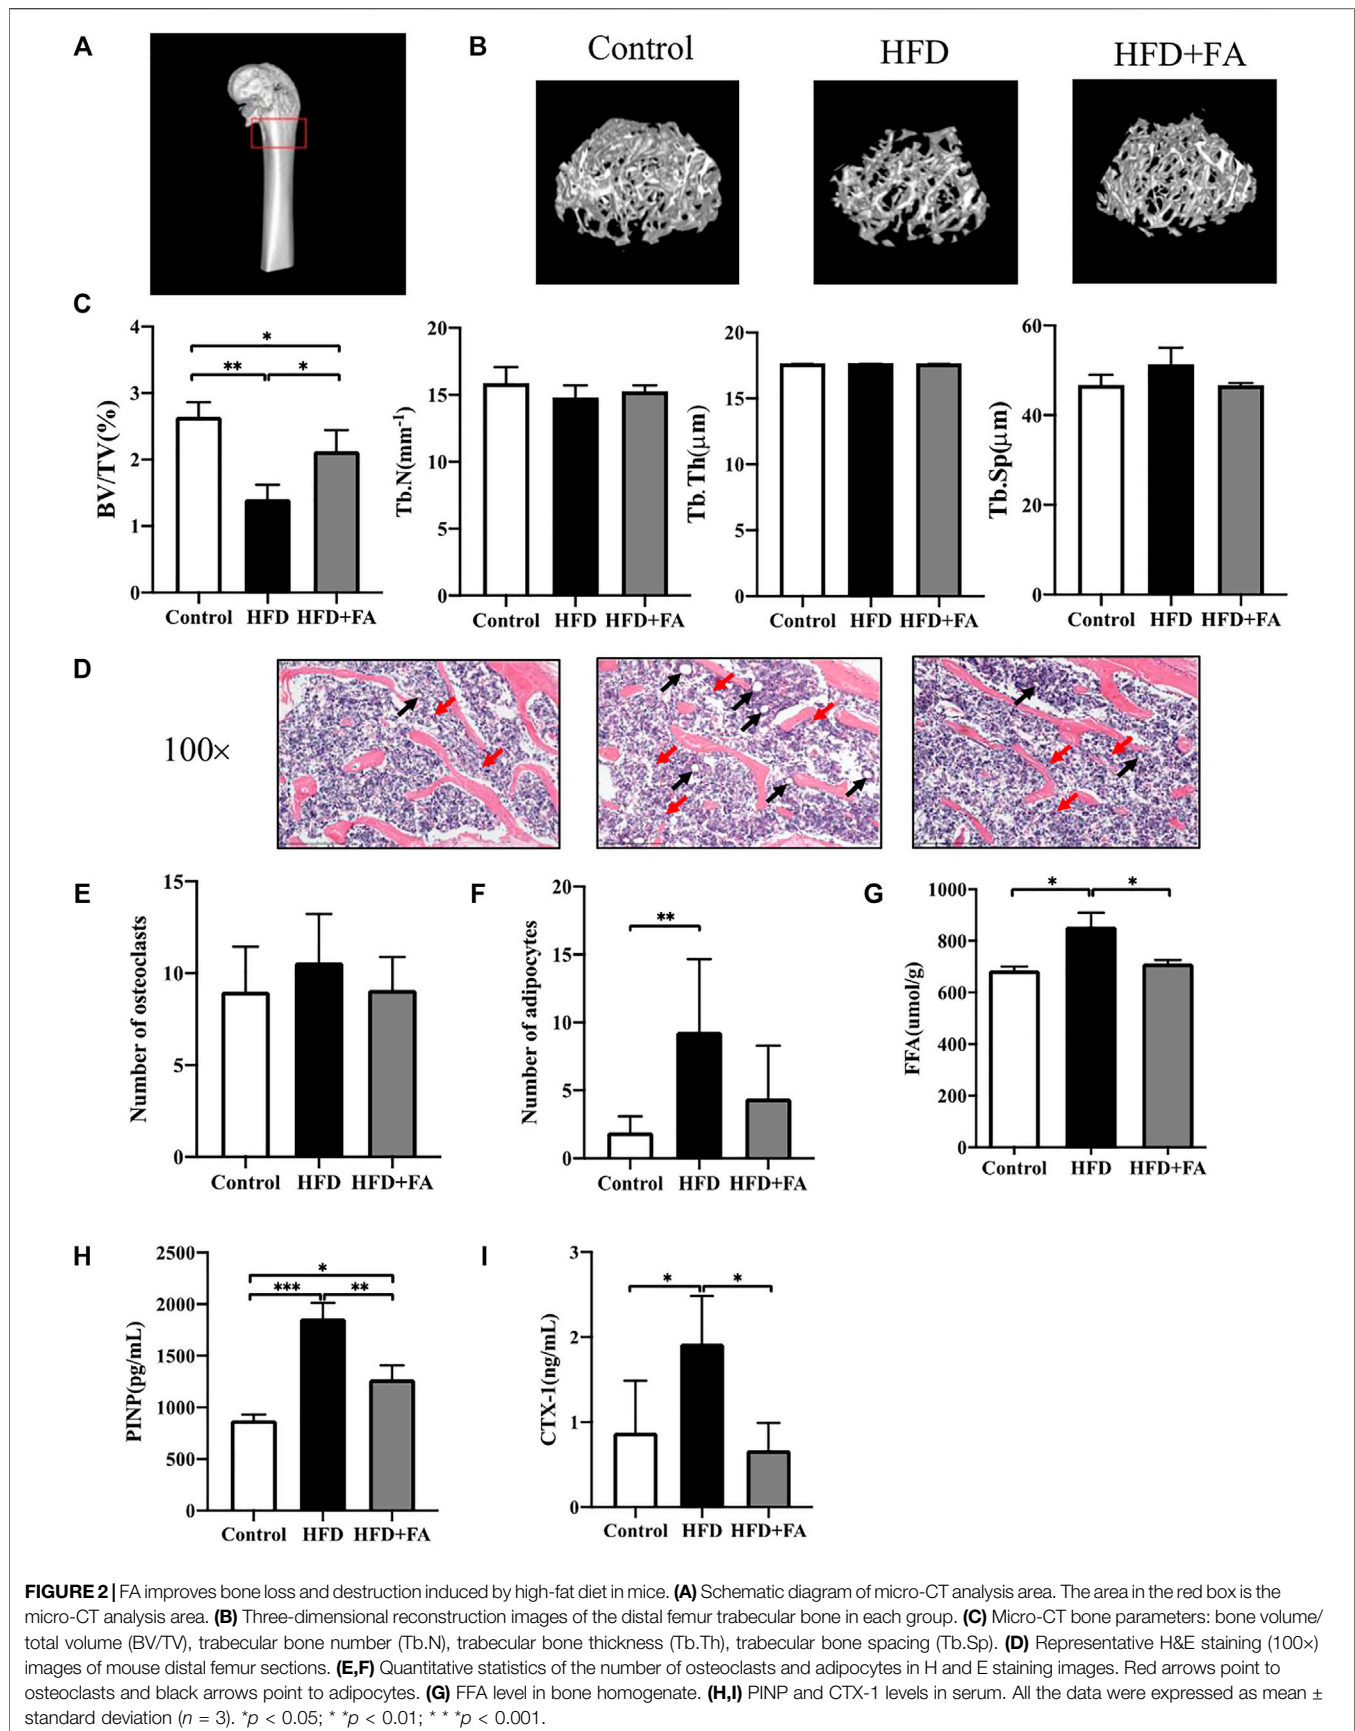 A
B
Control
HFD
HFD+FA
C
BV/TV(%)
4
3
2
1
0
*
**
*
Control HFD HFD+FA
Tb.N(mm⁻¹)
20
15
10
5
0
Control HFD HFD+FA
Tb.Th(μm)
20
15
10
5
0
Control HFD HFD+FA
Tb.Sp(μm)
60
40
20
0
Control HFD HFD+FA
D
100×
E
Number of osteoclasts
15
10
5
0
Control HFD HFD+FA
F
Number of adipocytes
20
15
10
5
0
**
Control HFD HFD+FA
G
FFA(umol/g)
1000
800
600
400
200
0
* *
Control HFD HFD+FA
H
PINP(pg/mL)
2500
2000
1500
1000
500
0
*
*** **
Control HFD HFD+FA
I
CTX-1(ng/mL)
3
2
1
0
* *
Control HFD HFD+FA
FIGURE 2 | FA improves bone loss and destruction induced by high-fat diet in mice. (A) Schematic diagram of micro-CT analysis area. The area in the red box is the
micro-CT analysis area. (B) Three-dimensional reconstruction images of the distal femur trabecular bone in each group. (C) Micro-CT bone parameters: bone volume/
total volume (BV/TV), trabecular bone number (Tb.N), trabecular bone thickness (Tb.Th), trabecular bone spacing (Tb.Sp). (D) Representative H&E staining (100×)
images of mouse distal femur sections. (E,F) Quantitative statistics of the number of osteoclasts and adipocytes in H and E staining images. Red arrows point to
osteoclasts and black arrows point to adipocytes. (G) FFA level in bone homogenate. (H,I) PINP and CTX-1 levels in serum. All the data were expressed as mean ±
standard deviation (n = 3). *p < 0.05; * *p < 0.01; * * *p < 0.001.